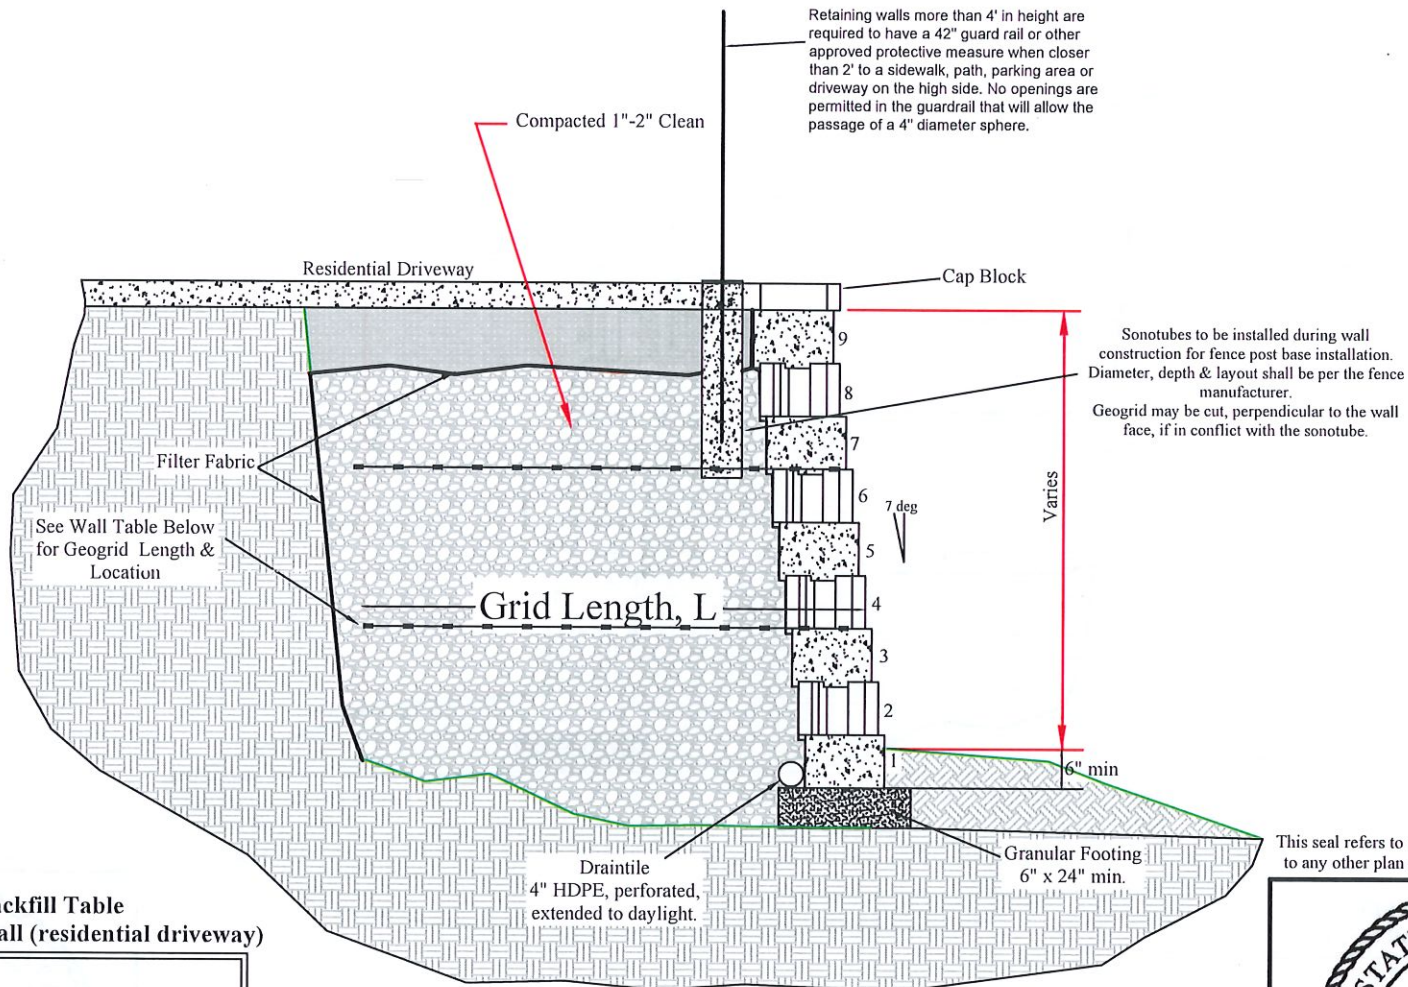 Retaining walls more than 4' in height are
required to have a 42" guard rail or other
approved protective measure when closer
than 2' to a sidewalk, path, parking area or
driveway on the high side. No openings are
permitted in the guardrail that will allow the
passage of a 4" diameter sphere.
Compacted 1"-2" Clean
Residential Driveway
Cap Block
Sonotubes to be installed during wall
construction for fence post base installation.
Diameter, depth & layout shall be per the fence
manufacturer.
Geogrid may be cut, perpendicular to the wall
face, if in conflict with the sonotube.
9
8
7
6
5
4
3
2
1
Filter Fabric
7 deg
Varies
See Wall Table Below
for Geogrid Length &
Location
Grid Length, L
6" min
Draintile
4" HDPE, perforated,
extended to daylight.
Granular Footing
6" x 24" min.
This seal refers to
to any other plan
ckfill Table
all (residential driveway)
STAT